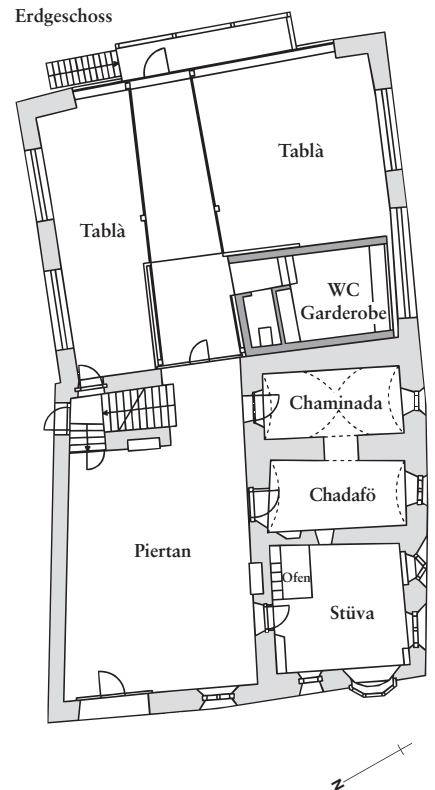 Erdgeschoss
Tablà
Tablà
WC
Garderobe
Chaminada
Chadafö
Piertan
Ofen
Stüva
N